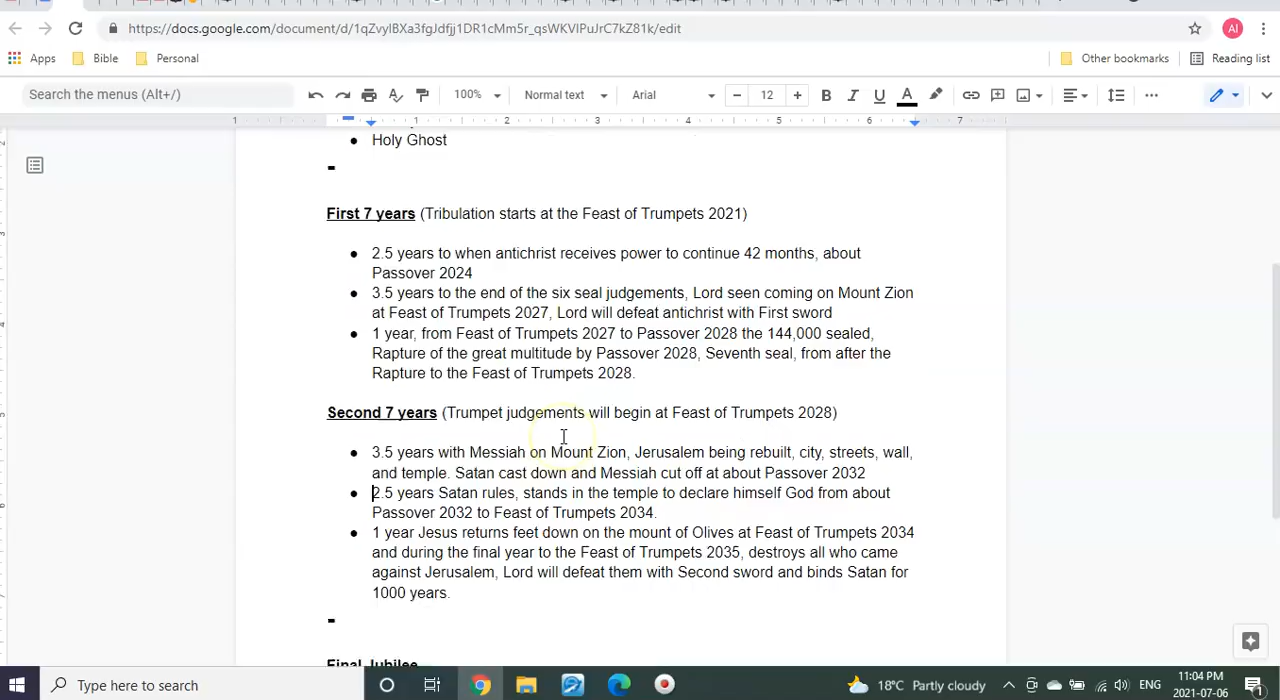 https://docs.google.com/document/d/1qZvylBXa3fgJdfjj1DR1cMm5r_qsWKVlPuJrC7kZ81k/edit
AI
Apps
Bible
Personal
Other bookmarks
Reading list
Search the menus (Alt+/)
100%
Normal text
Arial
12
1 1 2 3 4 5 6 7
Holy Ghost
First 7 years (Tribulation starts at the Feast of Trumpets 2021)
2.5 years to when antichrist receives power to continue 42 months, about
Passover 2024
3.5 years to the end of the six seal judgements, Lord seen coming on Mount Zion
at Feast of Trumpets 2027, Lord will defeat antichrist with First sword
1 year, from Feast of Trumpets 2027 to Passover 2028 the 144,000 sealed,
Rapture of the great multitude by Passover 2028, Seventh seal, from after the
Rapture to the Feast of Trumpets 2028.
Second 7 years (Trumpet judgements will begin at Feast of Trumpets 2028)
3.5 years with Messiah on Mount Zion, Jerusalem being rebuilt, city, streets, wall,
and temple. Satan cast down and Messiah cut off at about Passover 2032
2.5 years Satan rules, stands in the temple to declare himself God from about
Passover 2032 to Feast of Trumpets 2034.
1 year Jesus returns feet down on the mount of Olives at Feast of Trumpets 2034
and during the final year to the Feast of Trumpets 2035, destroys all who came
against Jerusalem, Lord will defeat them with Second sword and binds Satan for
1000 years.
Final Jubilee
Type here to search
18°C Partly cloudy
ENG
11:04 PM
2021-07-06
1